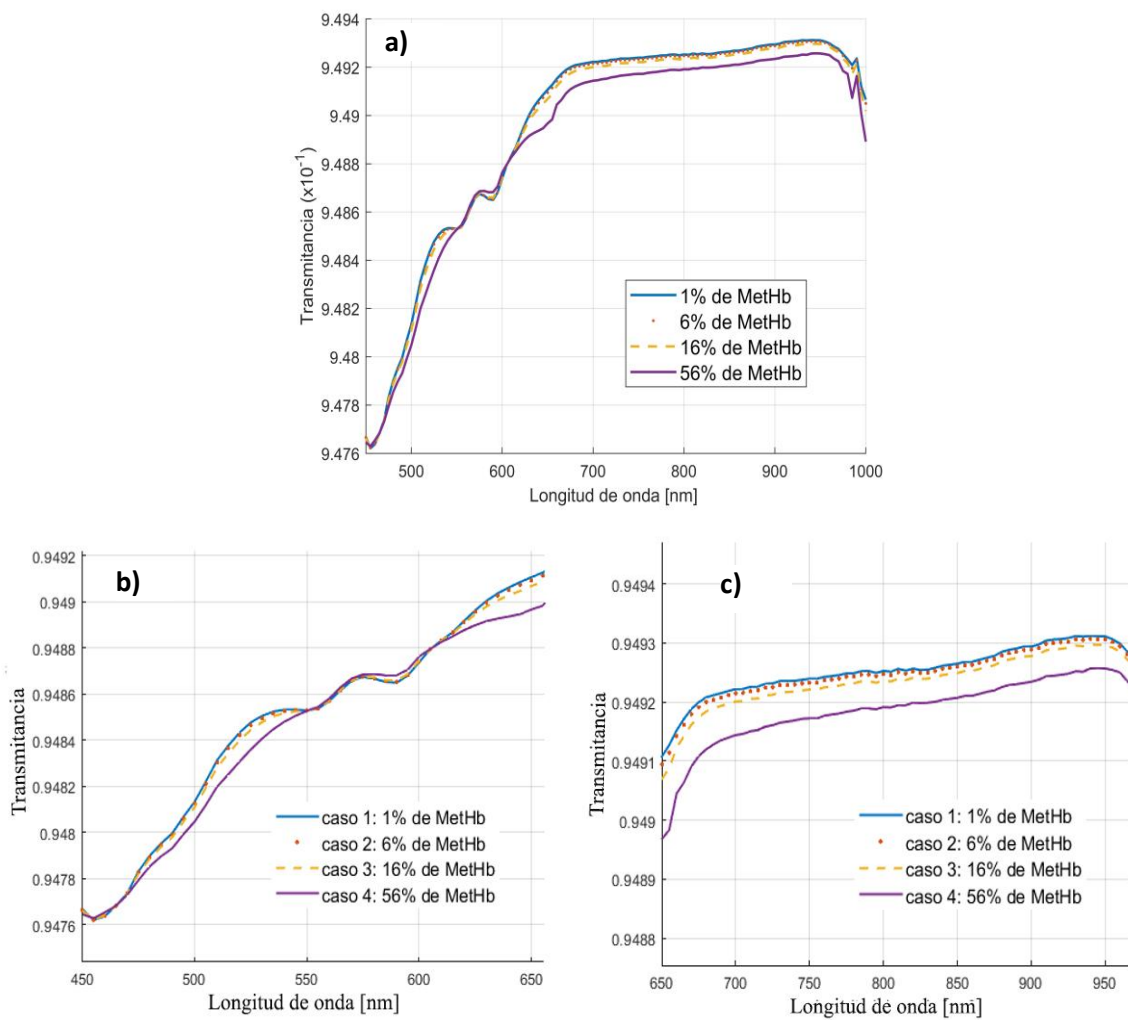 a)
Transmitancia (x10⁻¹)
9.494
9.492
9.49
9.488
9.486
9.484
9.482
9.48
9.478
9.476
1% de MetHb
6% de MetHb
16% de MetHb
56% de MetHb
500
600
700
800
900
1000
Longitud de onda [nm]
b)
Transmitancia
0.9492
0.949
0.9488
0.9486
0.9484
0.9482
0.948
0.9478
0.9476
caso 1: 1% de MetHb
caso 2: 6% de MetHb
caso 3: 16% de MetHb
caso 4: 56% de MetHb
450
500
550
600
650
Longitud de onda [nm]
c)
Transmitancia
0.9494
0.9493
0.9492
0.9491
0.949
0.9489
0.9488
caso 1: 1% de MetHb
caso 2: 6% de MetHb
caso 3: 16% de MetHb
caso 4: 56% de MetHb
650
700
750
800
850
900
950
Longitud de onda [nm]